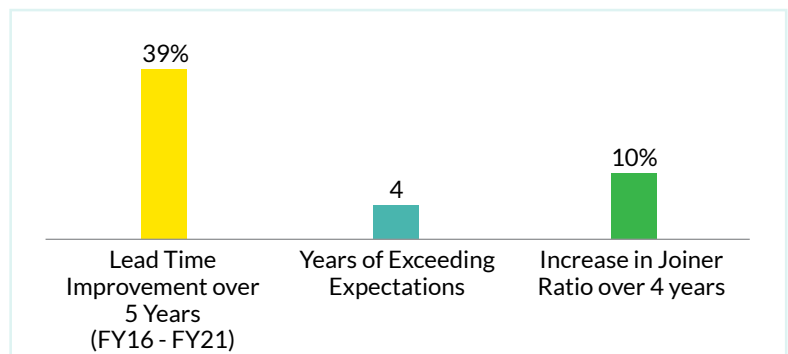 39%
4
10%
Lead Time
Improvement over
5 Years
(FY16 - FY21)
Years of Exceeding
Expectations
Increase in Joiner
Ratio over 4 years